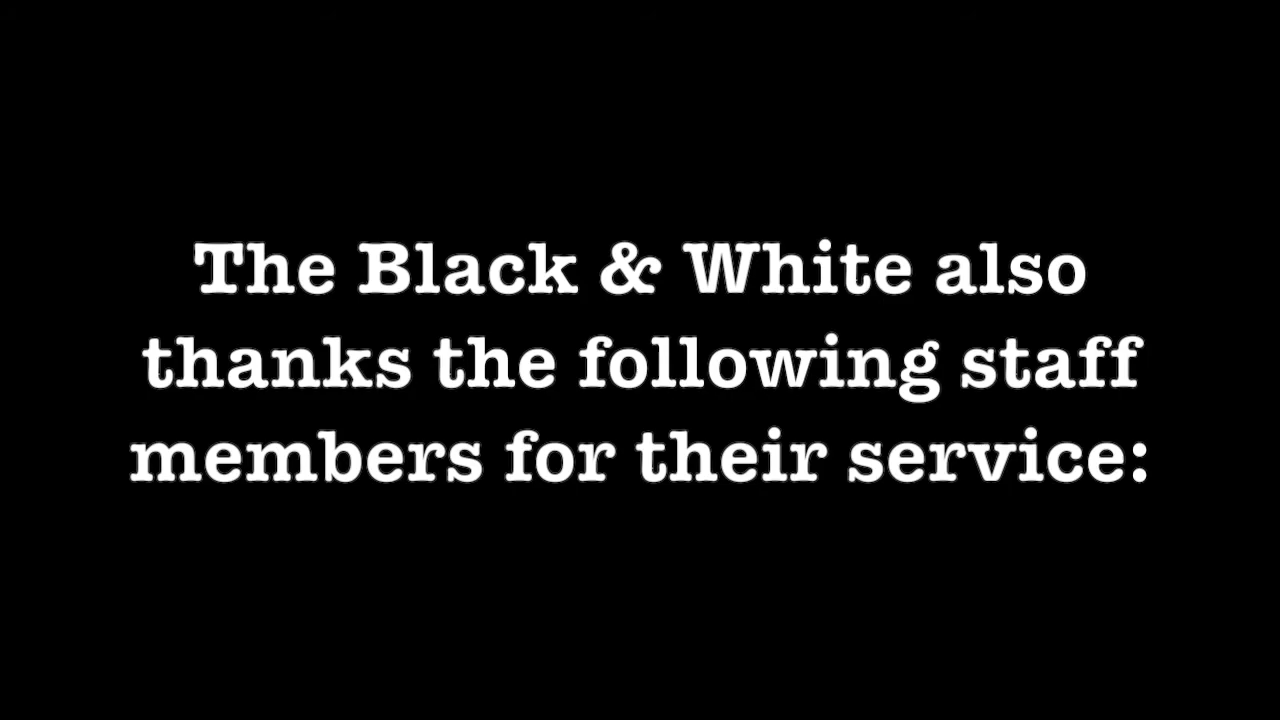 The Black & White also
thanks the following staff
members for their service: